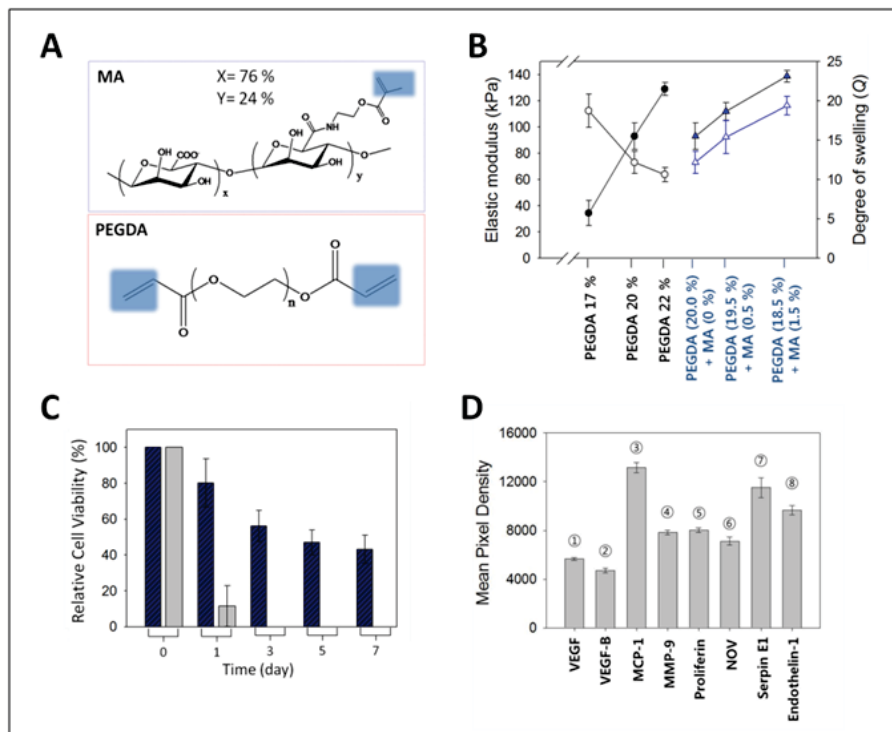 A
MA
X= 76 %
Y= 24 %
O
O
O
NH
OH
COO-
O
OH
O
O
OH
OH
O
O
x
y
PEGDA
O
O
O
O
n
B
Elastic modulus (kPa)
140
120
100
80
60
40
20
0
25
20
15
10
5
0
Degree of swelling (Q)
PEGDA 17 %
PEGDA 20 %
PEGDA 22 %
PEGDA (20.0 %)
+ MA (0 %)
PEGDA (19.5 %)
+ MA (0.5 %)
PEGDA (18.5 %)
+ MA (1.5 %)
C
Relative Cell Viability (%)
100
80
60
40
20
0
0
1
3
5
7
Time (day)
D
Mean Pixel Density
16000
12000
8000
4000
0
①
②
③
④
⑤
⑥
⑦
⑧
VEGF
VEGF-B
MCP-1
MMP-9
Proliferin
NOV
Serpin E1
Endothelin-1